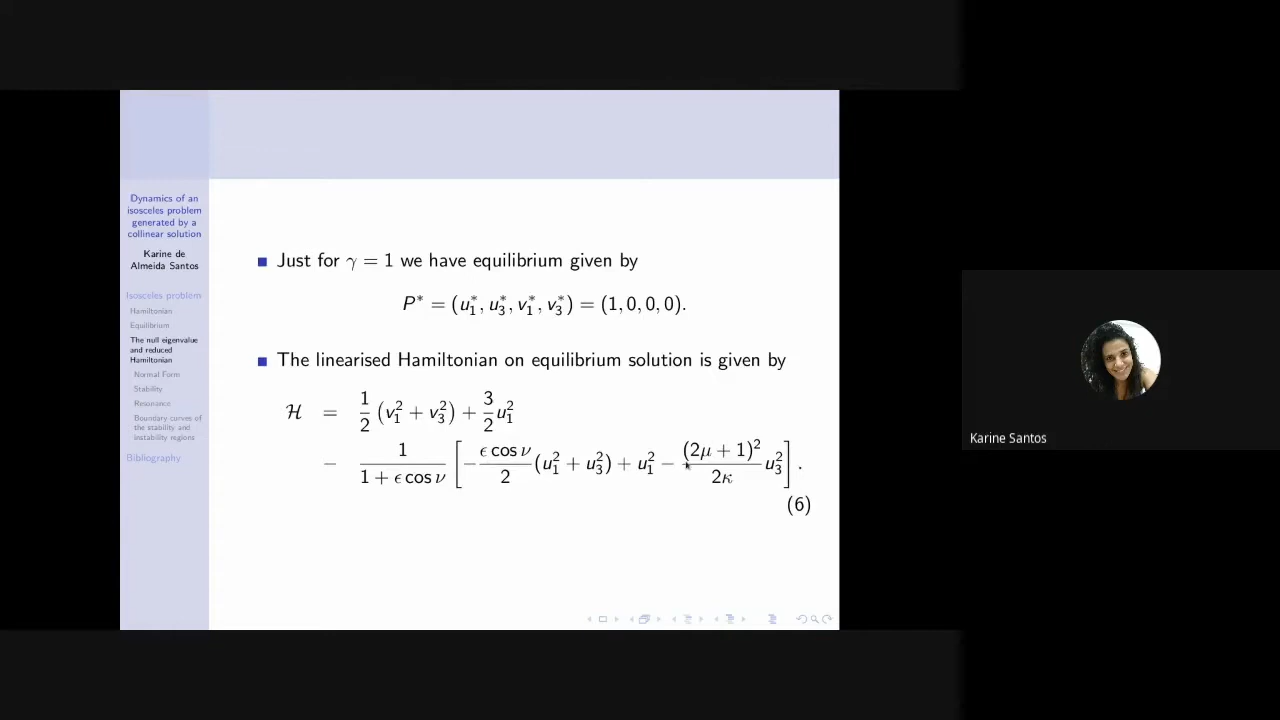 Dynamics of an
isosceles problem
generated by a
collinear solution
Karine de
Almeida Santos
Isosceles problem
Hamiltonian
Equilibrium
The null eigenvalue
and reduced
Hamiltonian
Normal Form
Stability
Resonance
Boundary curves of
the stability and
instability regions
Bibliography
■ Just for γ = 1 we have equilibrium given by
P* = (u₁*, u₃*, v₁*, v₃*) = (1, 0, 0, 0).
■ The linearised Hamiltonian on equilibrium solution is given by
ℋ = 1/2 (v₁² + v₃²) + 3/2 u₁²
− 1/(1 + ϵ cos ν) [ − (ϵ cos ν)/2 (u₁² + u₃²) + u₁² − (2μ + 1)²/(2κ) u₃² ].
(6)
Karine Santos